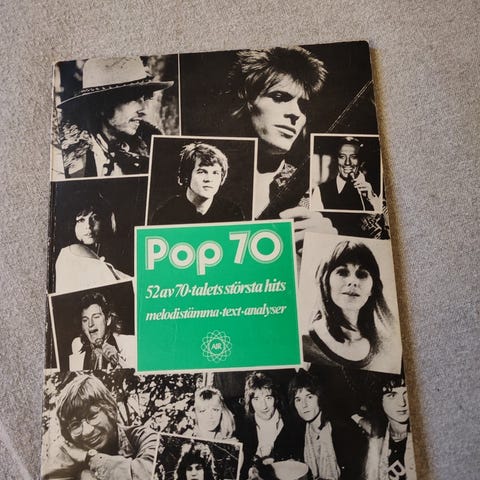 Pop 70
52 av 70-talets största hits
melodistämma·text·analyser
AIR